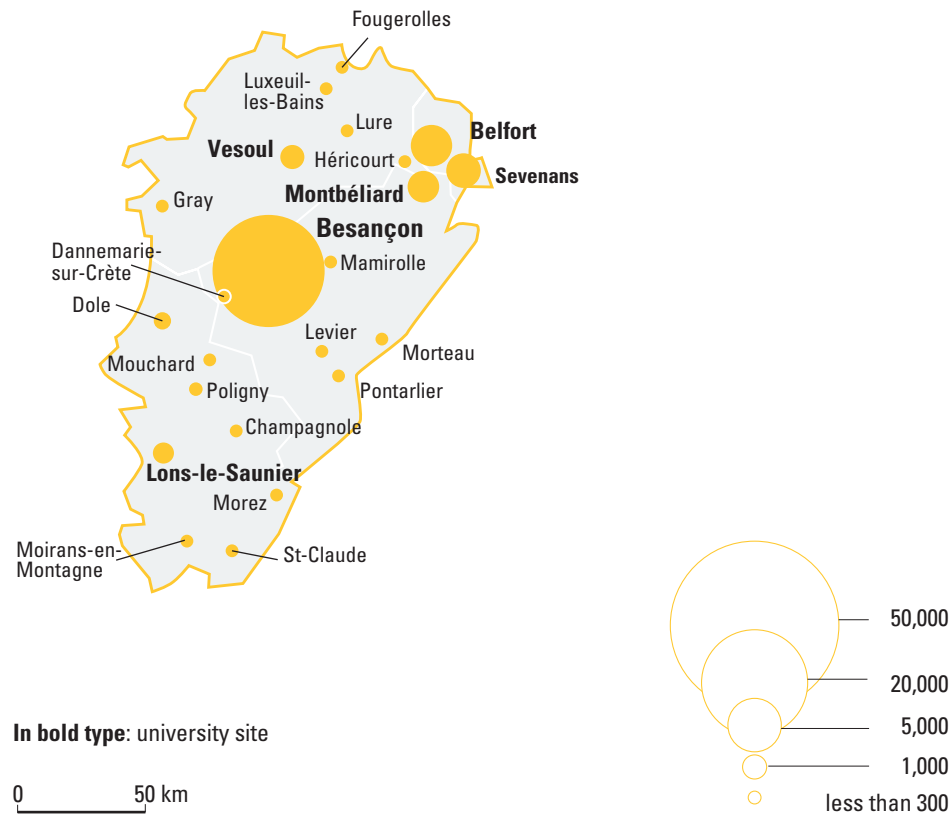 Fougerolles
Luxeuil-
les-Bains
Lure
Belfort
Vesoul
Héricourt
Sevenans
Montbéliard
Gray
Besançon
Dannemarie-
sur-Crète
Mamirolle
Dole
Levier
Morteau
Mouchard
Poligny
Pontarlier
Champagnole
Lons-le-Saunier
Morez
Moirans-en-
Montagne
St-Claude
50,000
20,000
5,000
1,000
less than 300
In bold type: university site
0 50 km